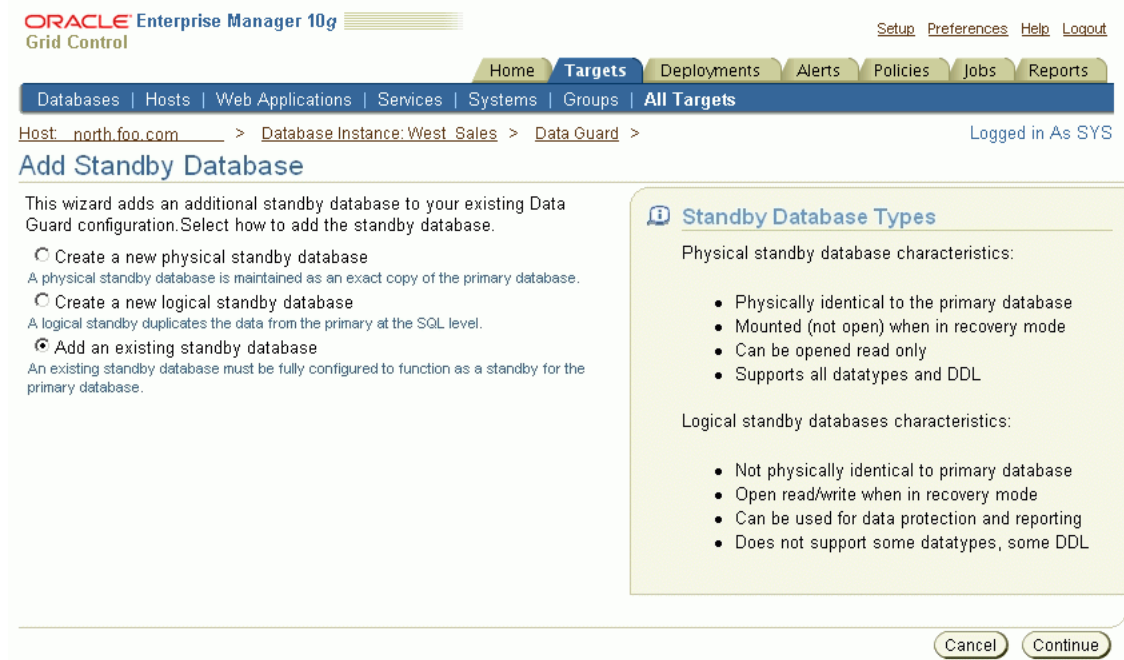 ORACLE Enterprise Manager 10g
Grid Control
Setup Preferences Help Logout
Home Targets Deployments Alerts Policies Jobs Reports
Databases | Hosts | Web Applications | Services | Systems | Groups | All Targets
Host: north.foo.com > Database Instance: West_Sales > Data Guard >
Logged in As SYS
Add Standby Database
This wizard adds an additional standby database to your existing Data
Guard configuration.Select how to add the standby database.
Create a new physical standby database
A physical standby database is maintained as an exact copy of the primary database.
Create a new logical standby database
A logical standby duplicates the data from the primary at the SQL level.
Add an existing standby database
An existing standby database must be fully configured to function as a standby for the
primary database.
Standby Database Types
Physical standby database characteristics:
• Physically identical to the primary database
• Mounted (not open) when in recovery mode
• Can be opened read only
• Supports all datatypes and DDL
Logical standby databases characteristics:
• Not physically identical to primary database
• Open read/write when in recovery mode
• Can be used for data protection and reporting
• Does not support some datatypes, some DDL
Cancel Continue